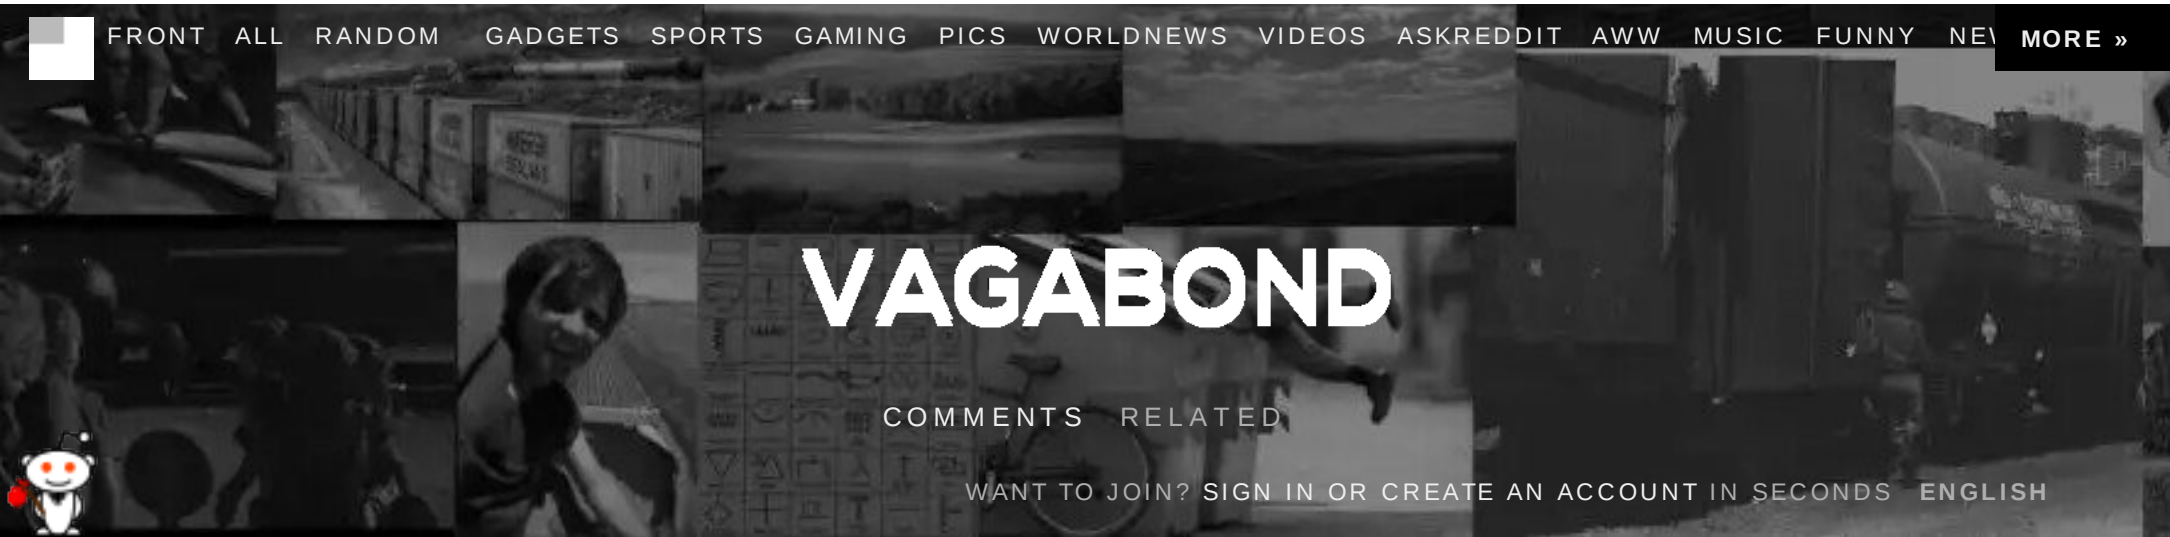 FRONT ALL RANDOM GADGETS SPORTS GAMING PICS WORLDNEWS VIDEOS ASKREDDIT AWW MUSIC FUNNY NEW MORE »
VAGABOND
COMMENTS RELATED
WANT TO JOIN? SIGN IN OR CREATE AN ACCOUNT IN SECONDS ENGLISH